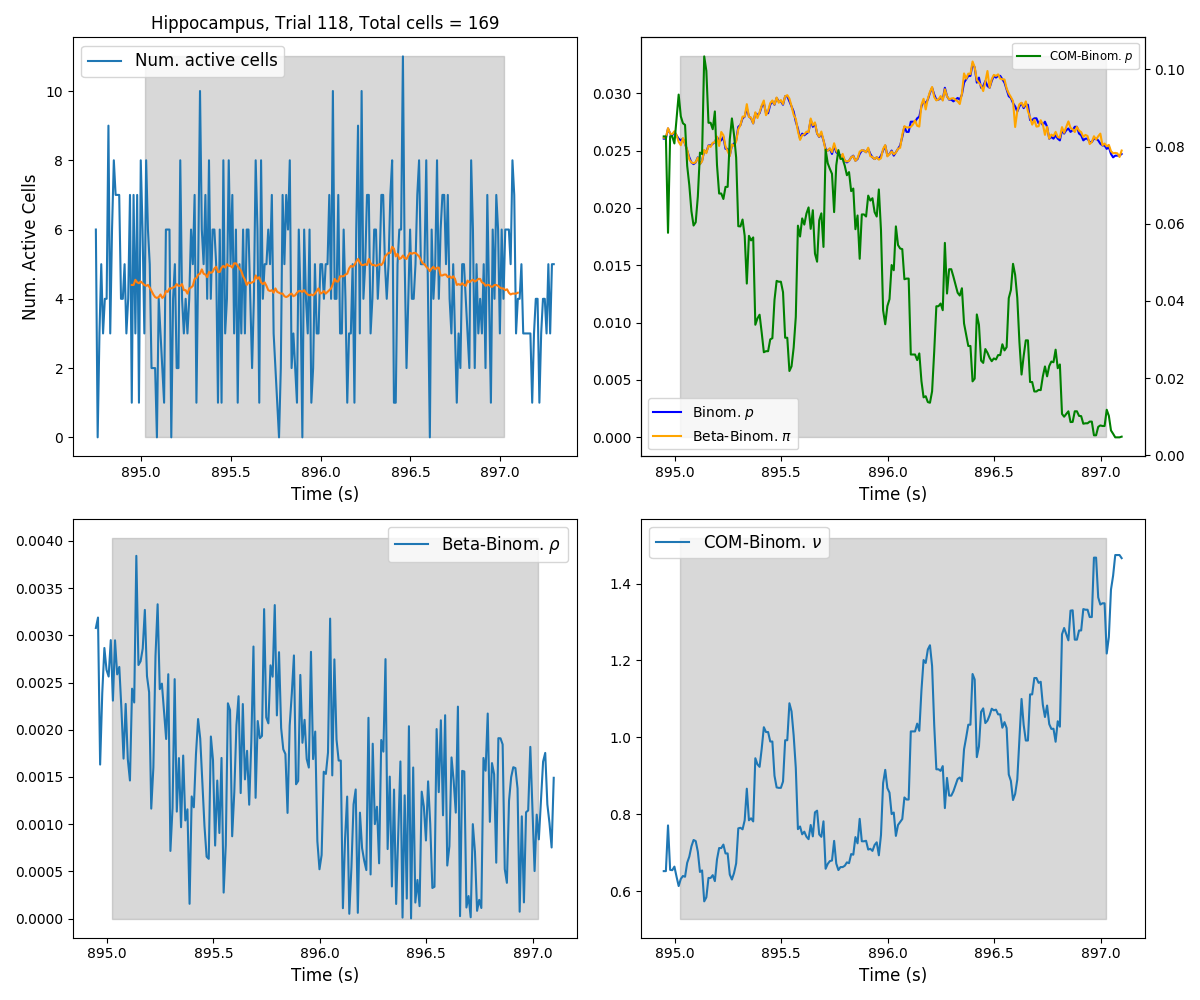 Hippocampus, Trial 118, Total cells = 169
Num. active cells
Num. Active Cells
10
8
6
4
2
0
895.0 895.5 896.0 896.5 897.0
Time (s)
COM-Binom. p
0.030
0.025
0.020
0.015
0.010
0.005
0.000
0.10
0.08
0.06
0.04
0.02
0.00
Binom. p
Beta-Binom. π
895.0 895.5 896.0 896.5 897.0
Time (s)
Beta-Binom. ρ
0.0040
0.0035
0.0030
0.0025
0.0020
0.0015
0.0010
0.0005
0.0000
895.0 895.5 896.0 896.5 897.0
Time (s)
COM-Binom. ν
1.4
1.2
1.0
0.8
0.6
895.0 895.5 896.0 896.5 897.0
Time (s)